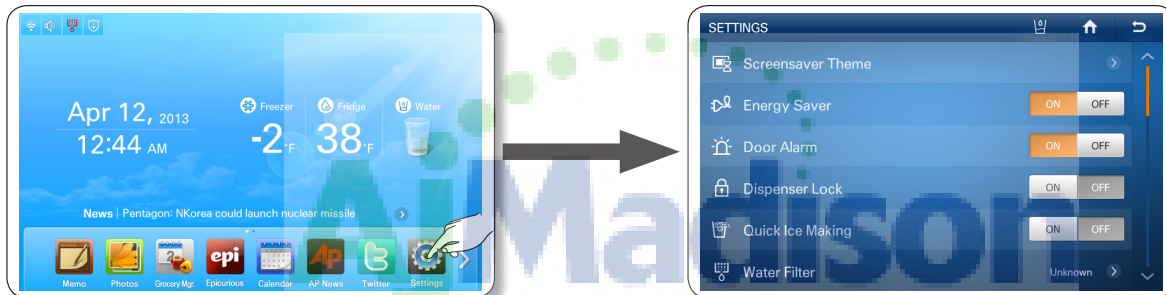 Apr 12, 2013
12:44 AM
Freezer
-2°F
Fridge
38°F
Water
News | Pentagon: NKorea could launch nuclear missile
Memo
Photos
Grocery Mgr.
epi
Epicurious
Calendar
AP
AP News
Twitter
Settings
SETTINGS
Screensaver Theme
Energy Saver ON OFF
Door Alarm ON OFF
Dispenser Lock ON OFF
Quick Ice Making ON OFF
Water Filter Unknown
AjMadison